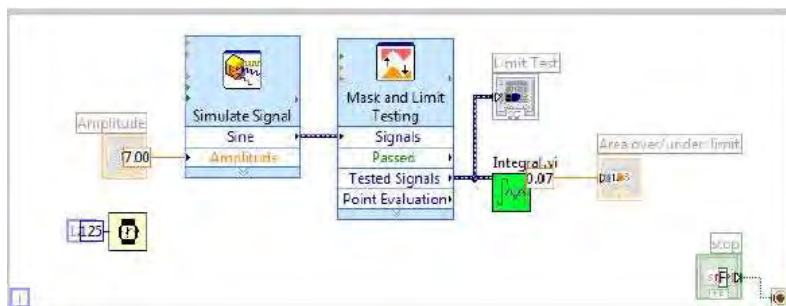 Limit Test
Mask and Limit
Testing
Simulate Signal
Amplitude
Sine
Signals
7.00
Amplitude
Passed
Integral.vi
Area over/under limit
Tested Signals
0.07
Point Evaluation
125
stop
i